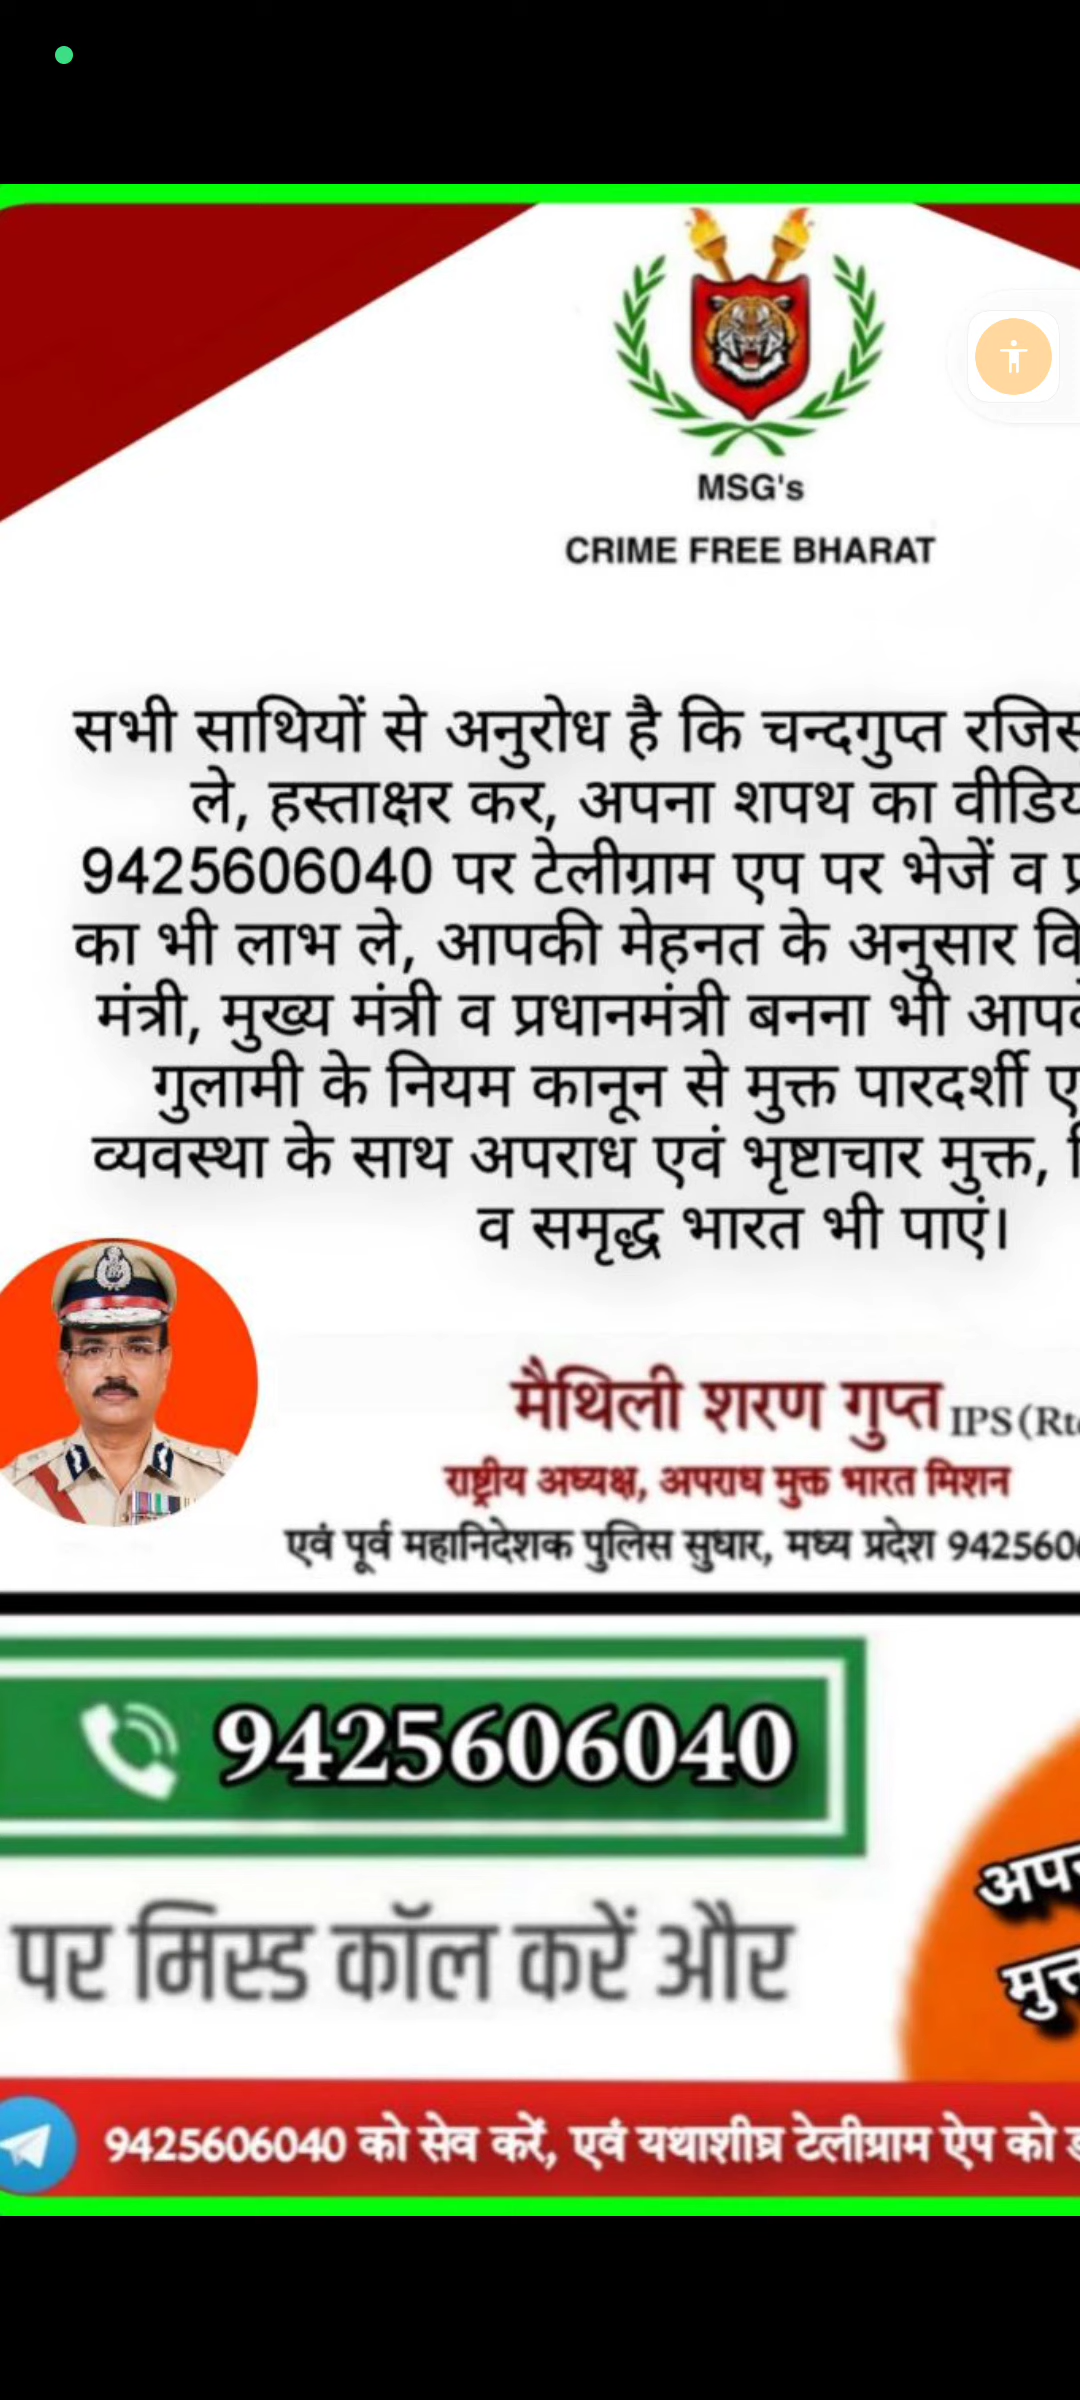 MSG's
CRIME FREE BHARAT
सभी साथियों से अनुरोध है कि चन्दगुप्त
ले, हस्ताक्षर कर, अपना शपथ का
9425606040 पर टेलीग्राम एप पर भेजें व
का भी लाभ ले, आपकी मेहनत के अनुसार
मंत्री, मुख्य मंत्री व प्रधानमंत्री बनना भी
गुलामी के नियम कानून से मुक्त पारदर्शी
व्यवस्था के साथ अपराध एवं भृष्टाचार मुक्त,
व समृद्ध भारत भी पाएं।
मैथिली शरण गुप्त IPS
राष्ट्रीय अध्यक्ष, अपराध मुक्त भारत मिशन
एवं पूर्व महानिदेशक पुलिस सुधार, मध्य प्रदेश
9425606040
पर मिस्ड कॉल करें और
9425606040 को सेव करें, एवं यथाशीघ्र टेलीग्राम ऐप को